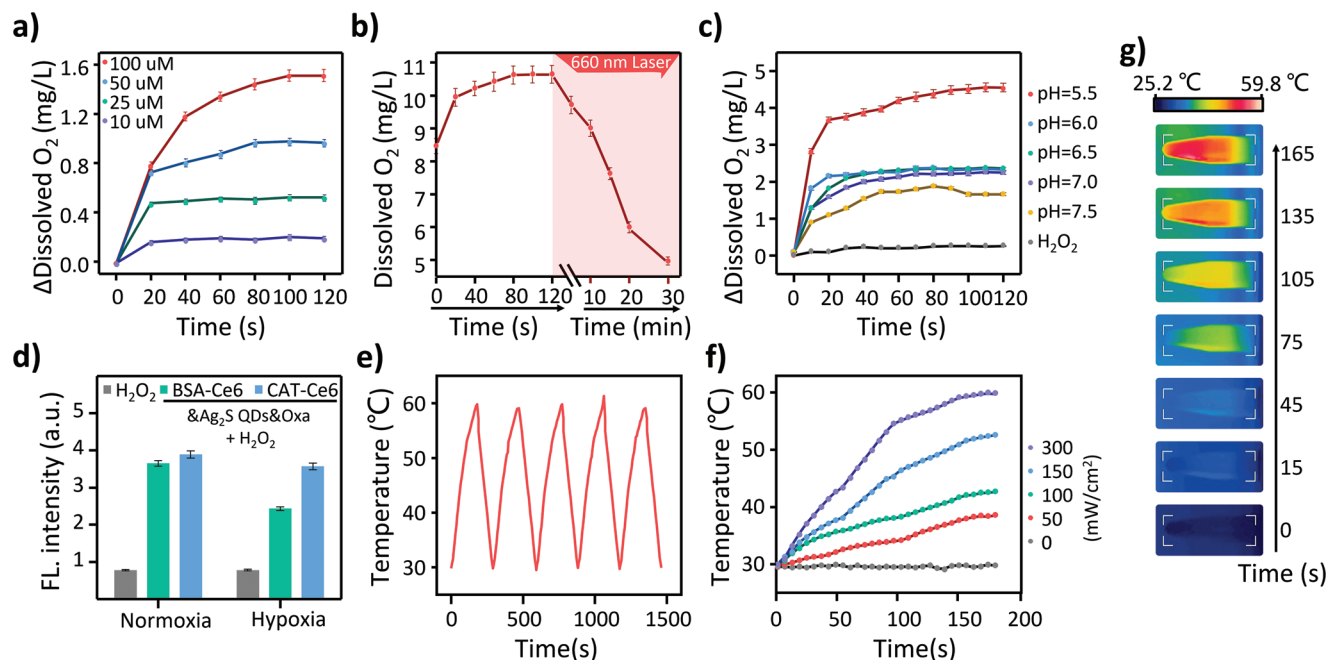 a)
100 uM
50 uM
25 uM
10 uM
1.6
1.2
0.8
0.4
0.0
ΔDissolved O₂ (mg/L)
0 20 40 60 80 100 120
Time (s)
b)
660 nm Laser
11
10
9
8
7
6
5
Dissolved O₂ (mg/L)
0 40 80 120 10 20 30
Time (s) Time (min)
c)
5
4
3
2
1
0
ΔDissolved O₂ (mg/L)
0 20 40 60 80 100120
Time (s)
pH=5.5
pH=6.0
pH=6.5
pH=7.0
pH=7.5
H₂O₂
d)
H₂O₂ BSA-Ce6 CAT-Ce6
&Ag₂S QDs&Oxa
+ H₂O₂
5
4
3
2
1
FL. intensity (a.u.)
Normoxia Hypoxia
e)
60
50
40
30
Temperature (℃)
0 500 1000 1500
Time(s)
f)
60
50
40
30
Temperature (℃)
0 50 100 150 200
Time(s)
300
150
100
50
0
(mW/cm²)
g)
25.2 ℃ 59.8 ℃
165
135
105
75
45
15
0
Time (s)